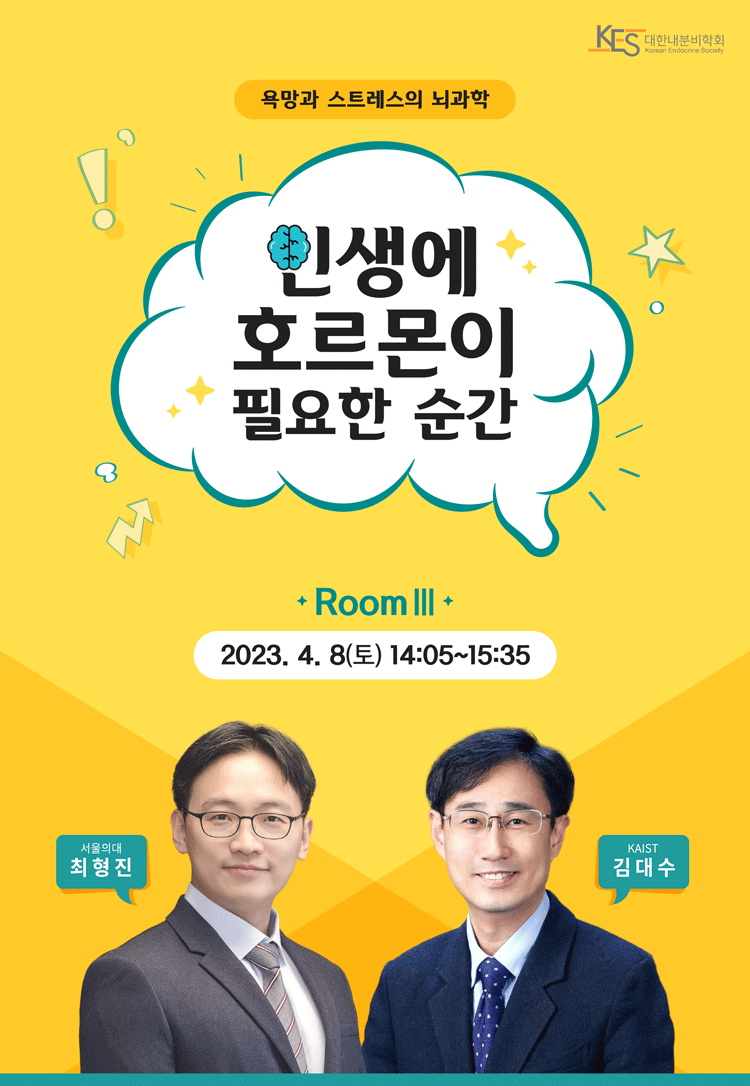 KES 대한내분비학회
Korean Endocrine Society
욕망과 스트레스의 뇌과학
인생에
호르몬이
필요한 순간
Room Ⅲ
2023. 4. 8(토) 14:05~15:35
서울의대
최형진
KAIST
김대수